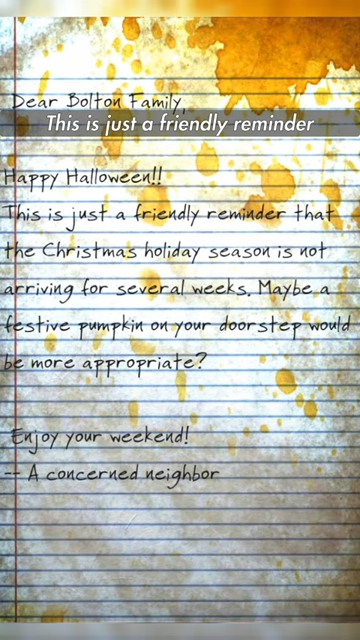 Dear Bolton Family,
This is just a friendly reminder
Happy Halloween!!
This is just a friendly reminder that
the Christmas holiday season is not
arriving for several weeks. Maybe a
festive pumpkin on your doorstep would
be more appropriate?
Enjoy your weekend!
-- A concerned neighbor